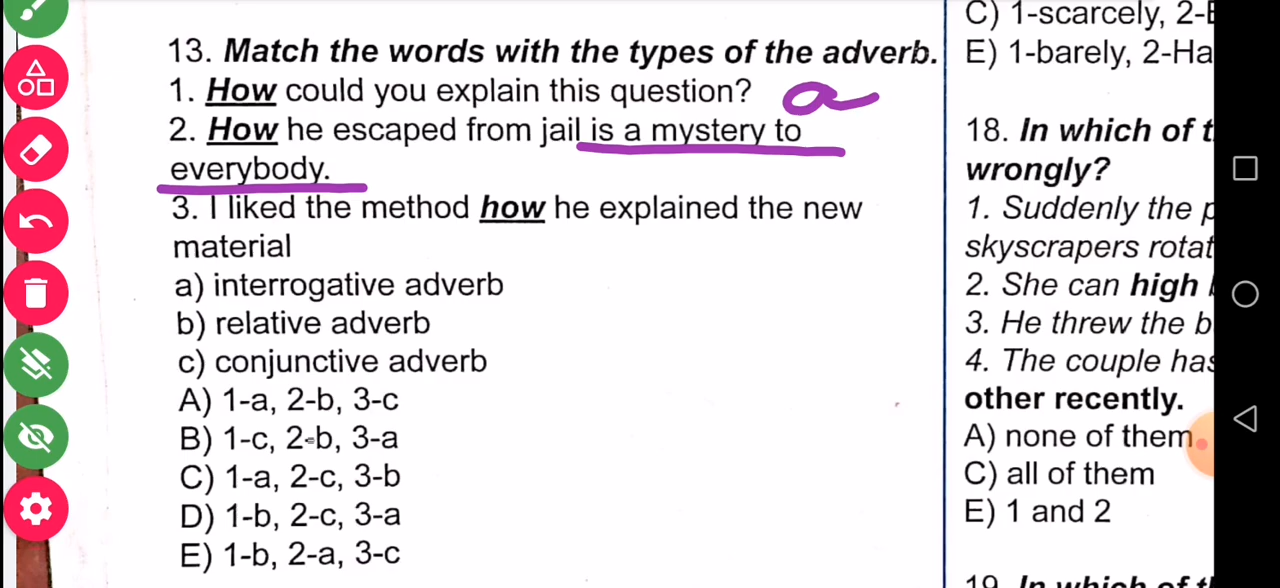 13. Match the words with the types of the adverb.
1. How could you explain this question? a
2. How he escaped from jail is a mystery to
everybody.
3. I liked the method how he explained the new
material
a) interrogative adverb
b) relative adverb
c) conjunctive adverb
A) 1-a, 2-b, 3-c
B) 1-c, 2-b, 3-a
C) 1-a, 2-c, 3-b
D) 1-b, 2-c, 3-a
E) 1-b, 2-a, 3-c
C) 1-scarcely, 2-
E) 1-barely, 2-Ha
18. In which of t
wrongly?
1. Suddenly the p
skyscrapers rotat
2. She can high
3. He threw the b
4. The couple has
other recently.
A) none of them
C) all of them
E) 1 and 2
19. In which of t